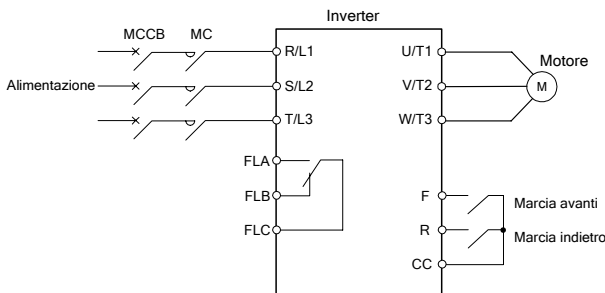 Inverter
MCCB MC
R/L1 U/T1
Motore
Alimentazione S/L2 V/T2 M
T/L3 W/T3
FLA
FLB F Marcia avanti
FLC R Marcia indietro
CC